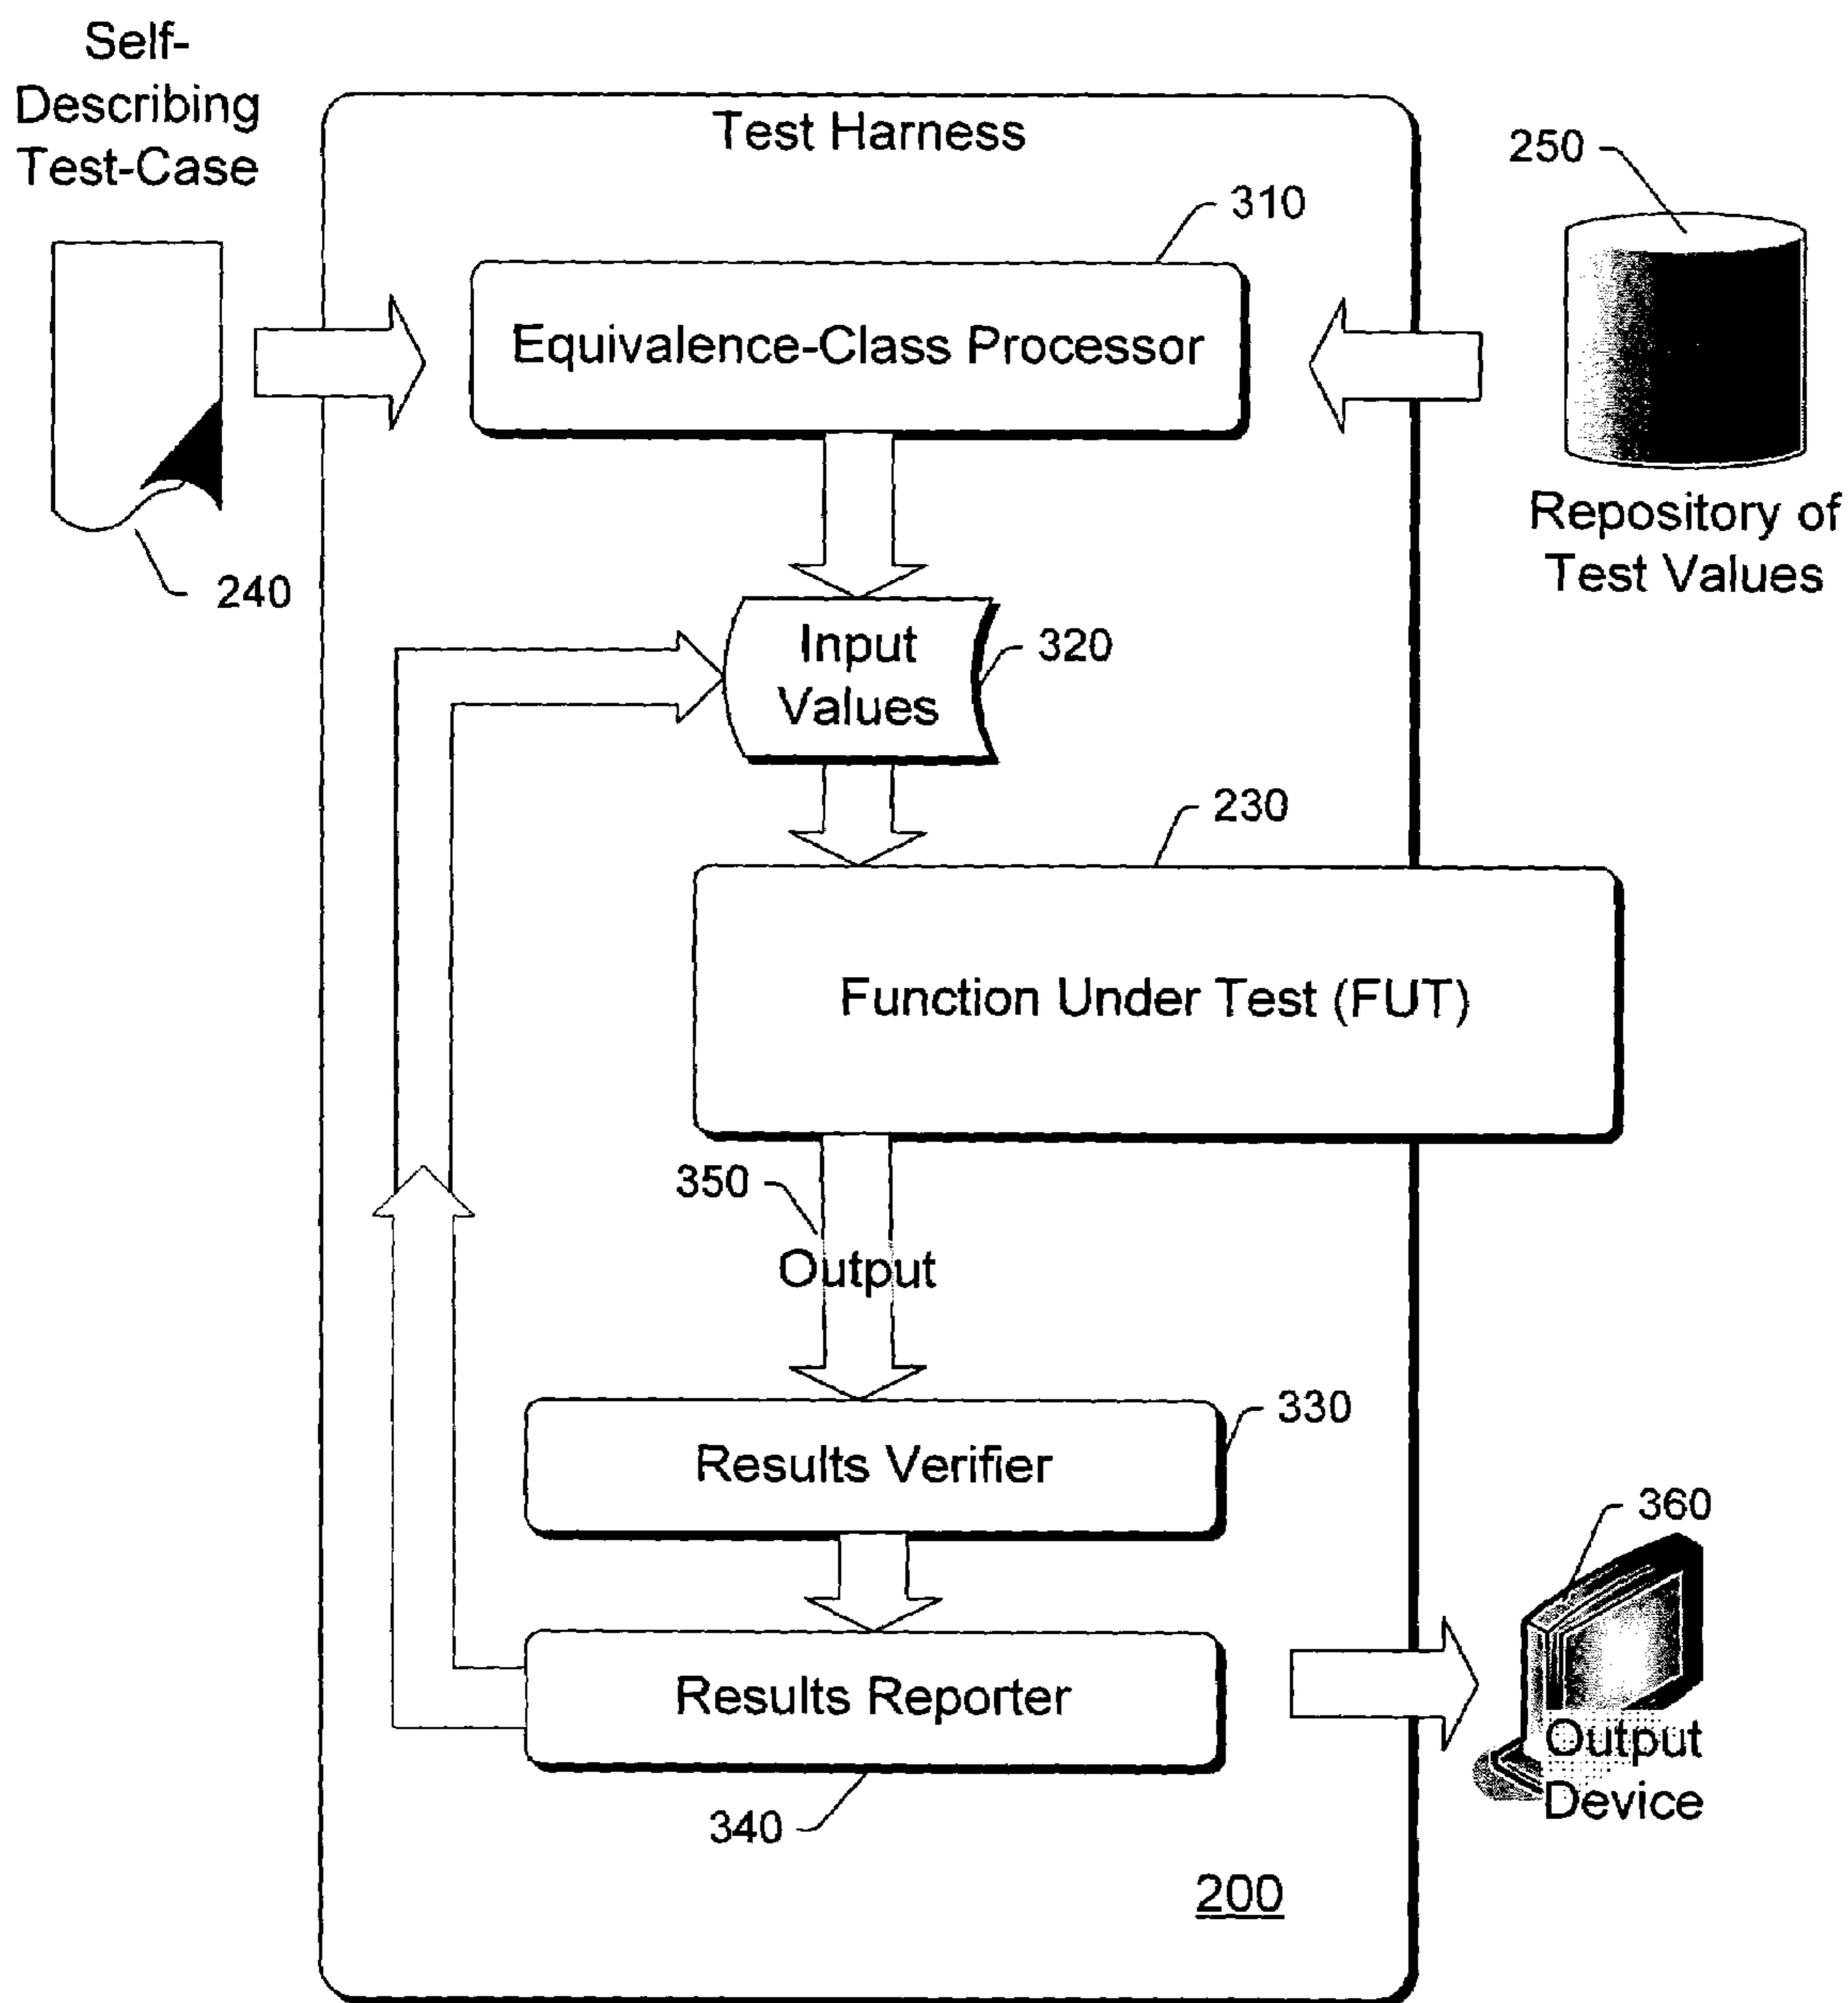 Self-
Describing
Test-Case
Test Harness
250
310
Equivalence-Class Processor
Repository of
Test Values
240
Input
Values
320
230
Function Under Test (FUT)
350
Output
330
Results Verifier
360
Results Reporter
Output
Device
340
200